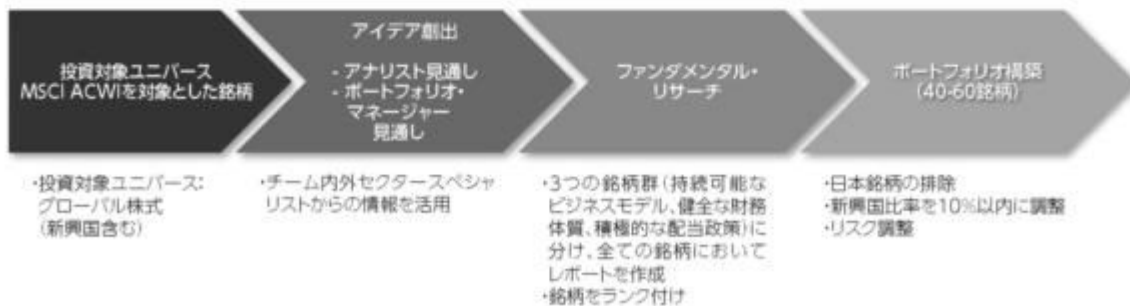 投資対象ユニバース
MSCI ACWIを対象とした銘柄
アイデア創出
- アナリスト見通し
- ポートフォリオ・
マネージャー
見通し
ファンダメンタル・
リサーチ
ポートフォリオ構築
(40-60銘柄)
・投資対象ユニバース:
グローバル株式
(新興国含む)
・チーム内外セクタースペシャ
リストからの情報を活用
・3つの銘柄群(持続可能な
ビジネスモデル、健全な財務
体質、積極的な配当政策)に
分け、全ての銘柄において
レポートを作成
・銘柄をランク付け
・日本銘柄の排除
・新興国比率を10%以内に調整
・リスク調整